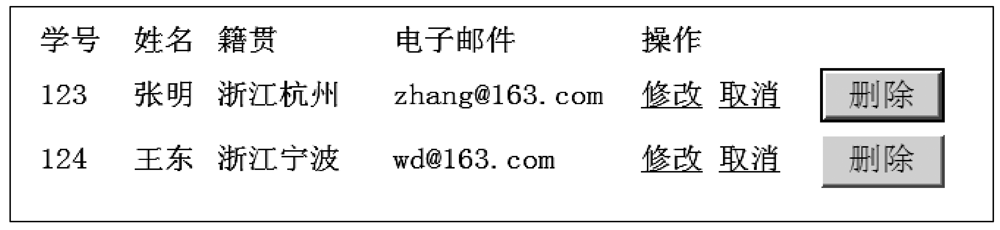 学号 姓名 籍贯 电子邮件 操作
123 张明 浙江杭州 zhang@163.com 修改 取消 删除
124 王东 浙江宁波 wd@163.com 修改 取消 删除